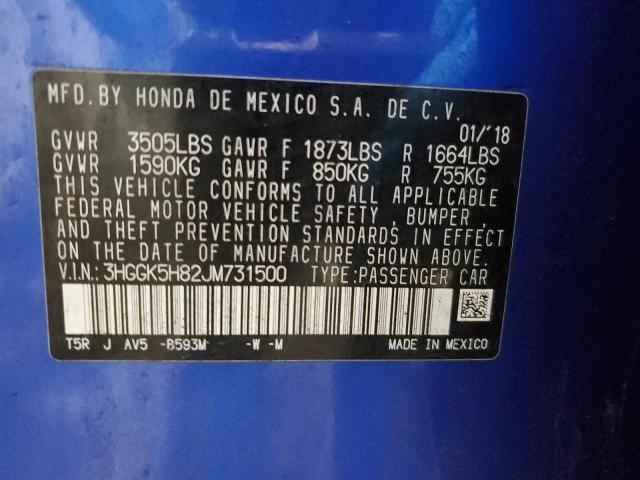 MFD. BY HONDA DE MEXICO S.A. DE C.V.
01/'18
GVWR 3505LBS GAWR F 1873LBS R 1664LBS
GVWR 1590KG GAWR F 850KG R 755KG
THIS VEHICLE CONFORMS TO ALL APPLICABLE
FEDERAL MOTOR VEHICLE SAFETY , BUMPER ,
AND THEFT PREVENTION STANDARDS IN EFFECT
ON THE DATE OF MANUFACTURE SHOWN ABOVE.
V.I.N.: 3HGGK5H82JM731500 TYPE:PASSENGER CAR
T5R J AV5 -B593M -W -M MADE IN MEXICO